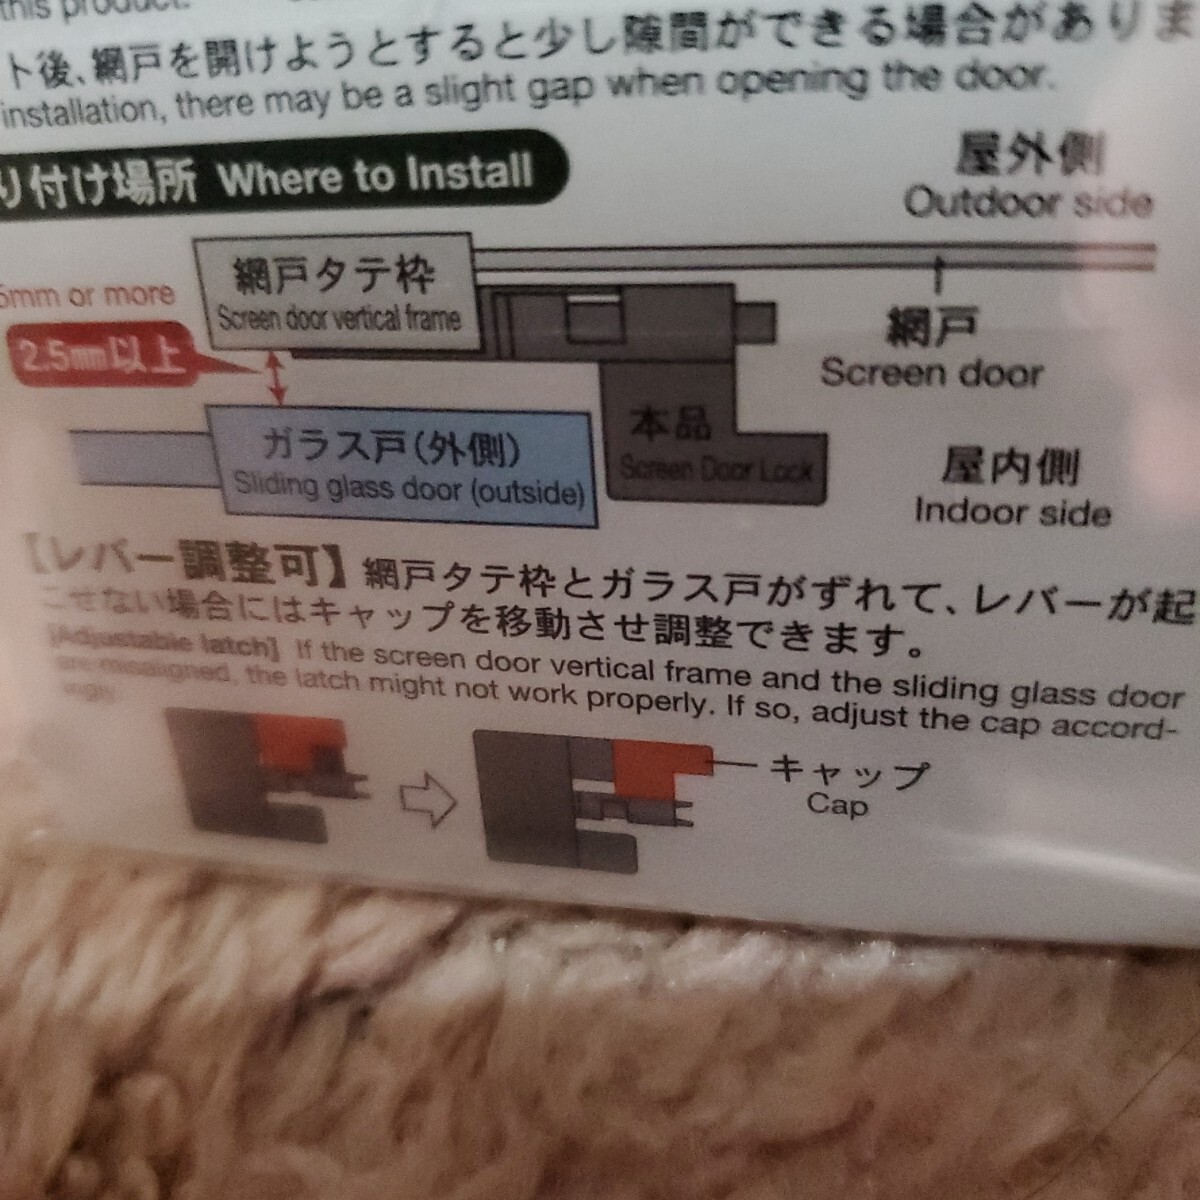 this product.
ト後、網戸を開けようとすると少し隙間ができる場合がありま
installation, there may be a slight gap when opening the door.
り付け場所 Where to Install
屋外側
Outdoor side
網戸タテ枠
Screen door vertical frame
5mm or more
2.5mm以上
網戸
Screen door
ガラス戸(外側)
Sliding glass door (outside)
本品
Screen Door Lock
屋内側
Indoor side
【レバー調整可】網戸タテ枠とガラス戸がずれて、レバーが起
こせない場合にはキャップを移動させ調整できます。
[Adjustable latch] If the screen door vertical frame and the sliding glass door
are misaligned, the latch might not work properly. If so, adjust the cap accord-
ingly.
キャップ
Cap